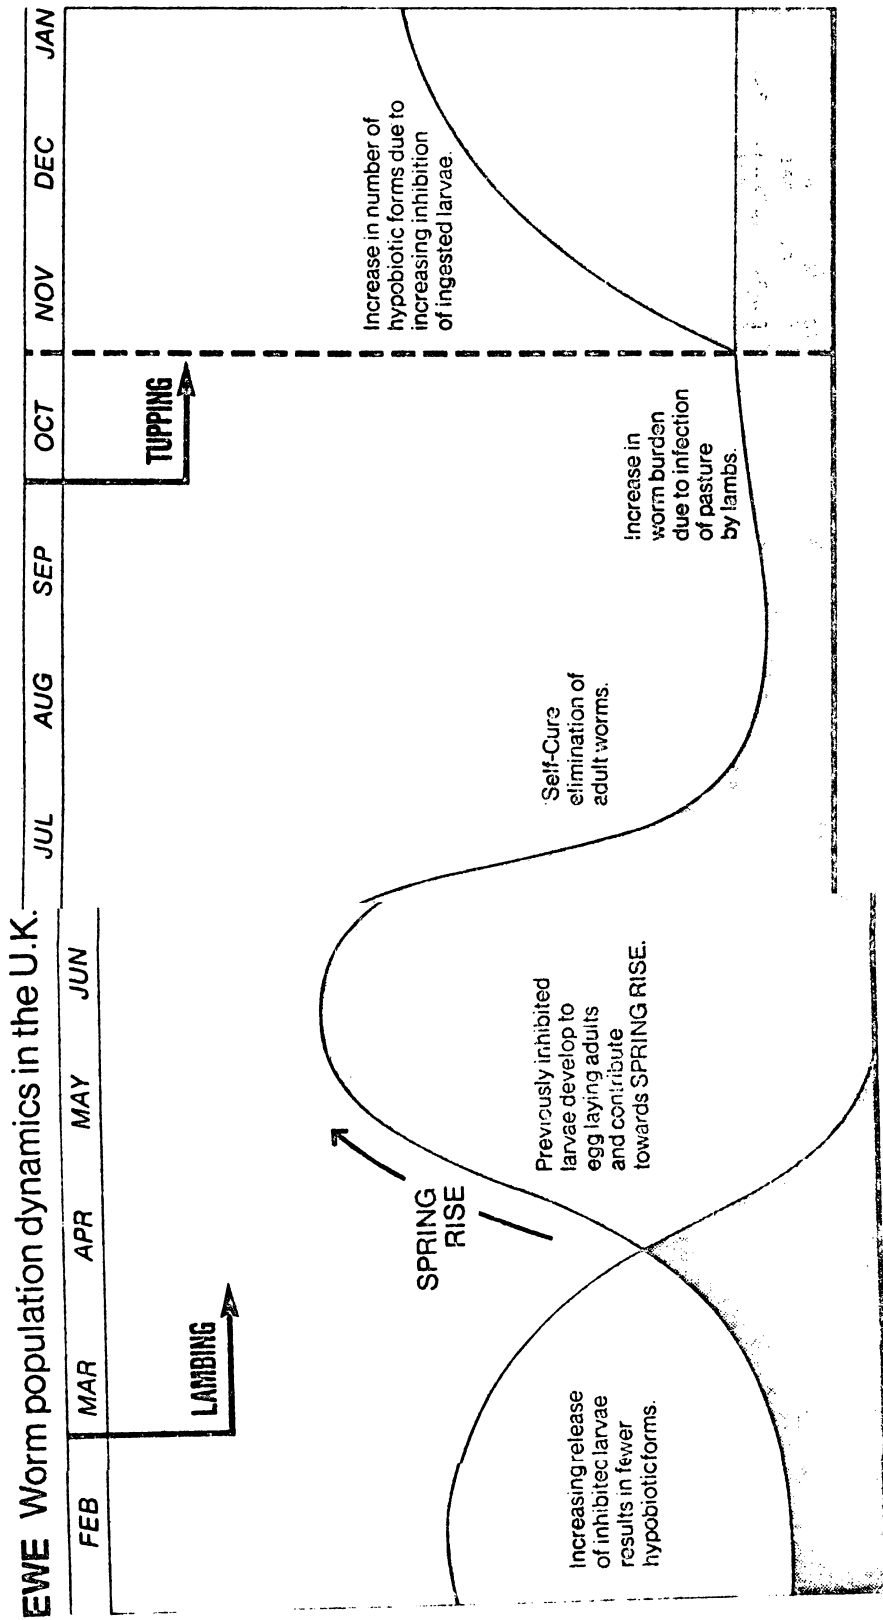 EWE Worm population dynamics in the U.K.
FEB MAR APR MAY JUN JUL AUG SEP OCT NOV DEC JAN
LAMBING
TUPPING
SPRING
RISE
Increasing release
of inhibited larvae
results in fewer
hypobiotic forms.
Previously inhibited
larvae develop to
egg laying adults
and contribute
towards SPRING RISE.
'Self-Cure
elimination of
adult worms.
Increase in
worm burden
due to infection
of pasture
by lambs.
Increase in number of
hypobiotic forms due to
increasing inhibition
of ingested larvae.